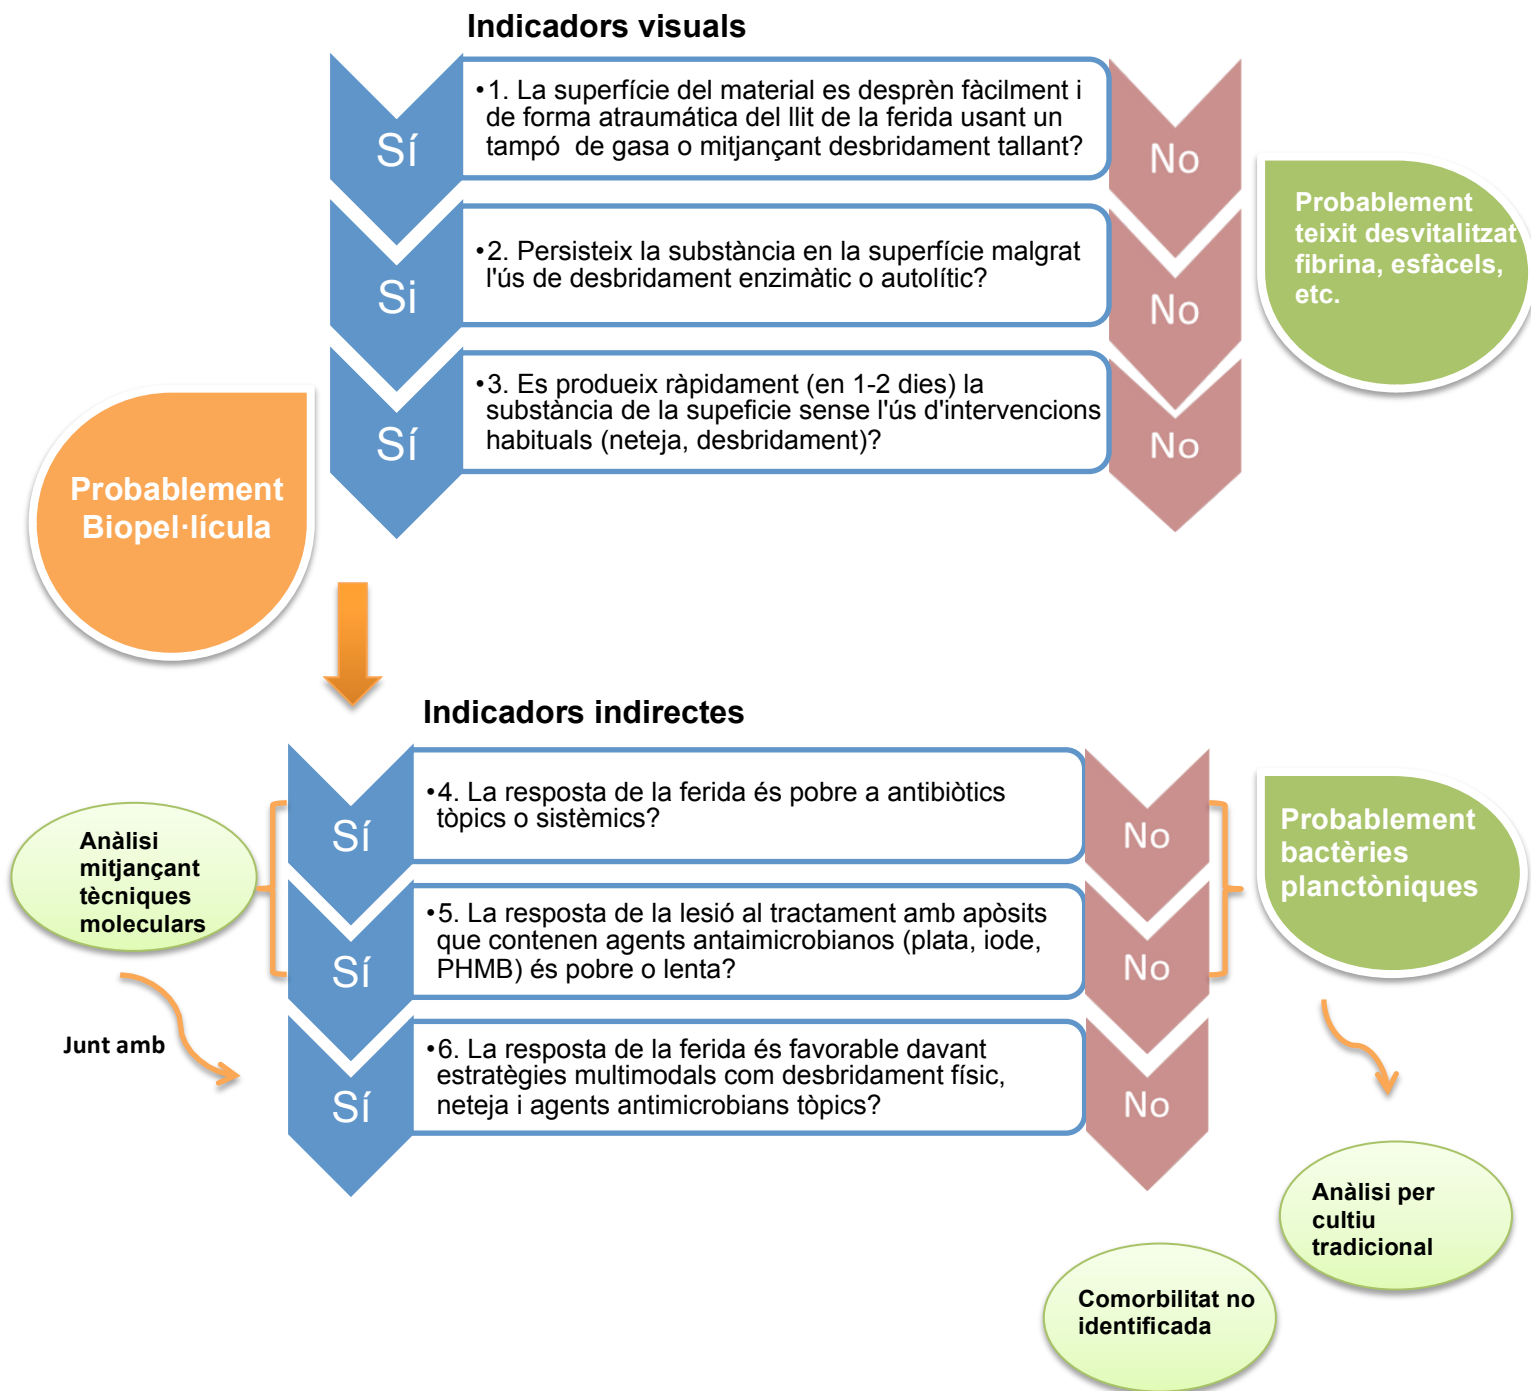 Indicadors visuals
Sí
•1. La superfície del material es desprèn fàcilment i
de forma atraumática del llit de la ferida usant un
tampó de gasa o mitjançant desbridament tallant?
No
Si
•2. Persisteix la substància en la superfície malgrat
l'ús de desbridament enzimàtic o autolític?
No
Sí
•3. Es produeix ràpidament (en 1-2 dies) la
substància de la supeficie sense l'ús d'intervencions
habituals (neteja, desbridament)?
No
Probablement
teixit desvitalitzat
fibrina, esfàcels,
etc.
Probablement
Biopel·lícula
Indicadors indirectes
Sí
•4. La resposta de la ferida és pobre a antibiòtics
tòpics o sistèmics?
No
Sí
•5. La resposta de la lesió al tractament amb apòsits
que contenen agents antaimicrobianos (plata, iode,
PHMB) és pobre o lenta?
No
Sí
•6. La resposta de la ferida és favorable davant
estratègies multimodals com desbridament físic,
neteja i agents antimicrobians tòpics?
No
Anàlisi
mitjançant
tècniques
moleculars
Junt amb
Probablement
bactèries
planctòniques
Anàlisi per
cultiu
tradicional
Comorbilitat no
identificada